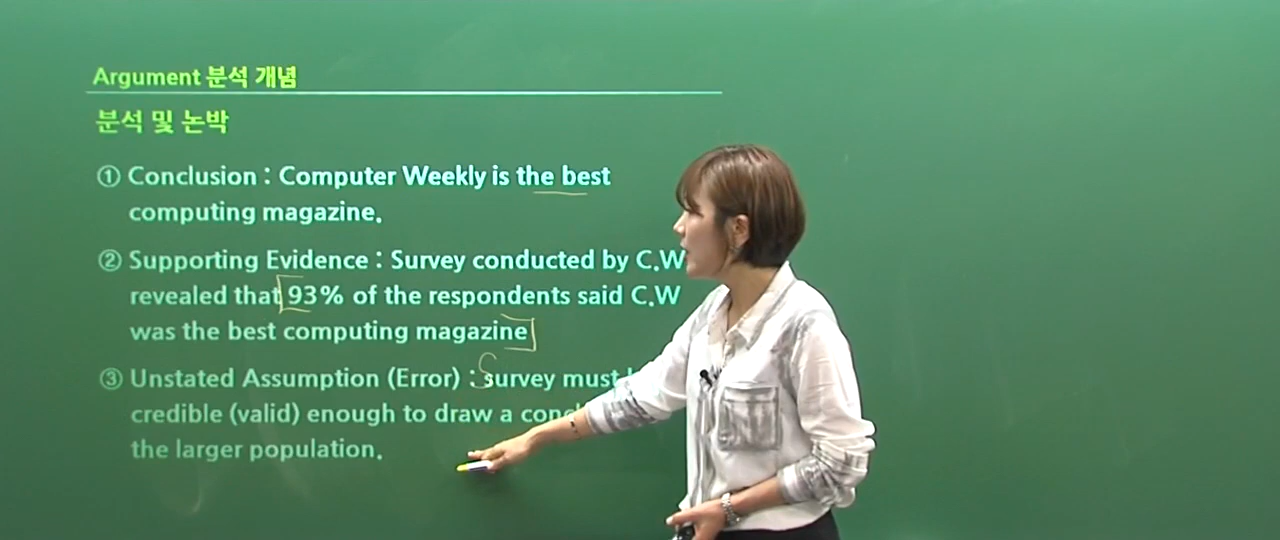 Argument 분석 개념
분석 및 논박
① Conclusion : Computer Weekly is the best
computing magazine.
② Supporting Evidence : Survey conducted by C.W
revealed that 93% of the respondents said C.W
was the best computing magazine
③ Unstated Assumption (Error) : Survey must
credible (valid) enough to draw a
the larger population.